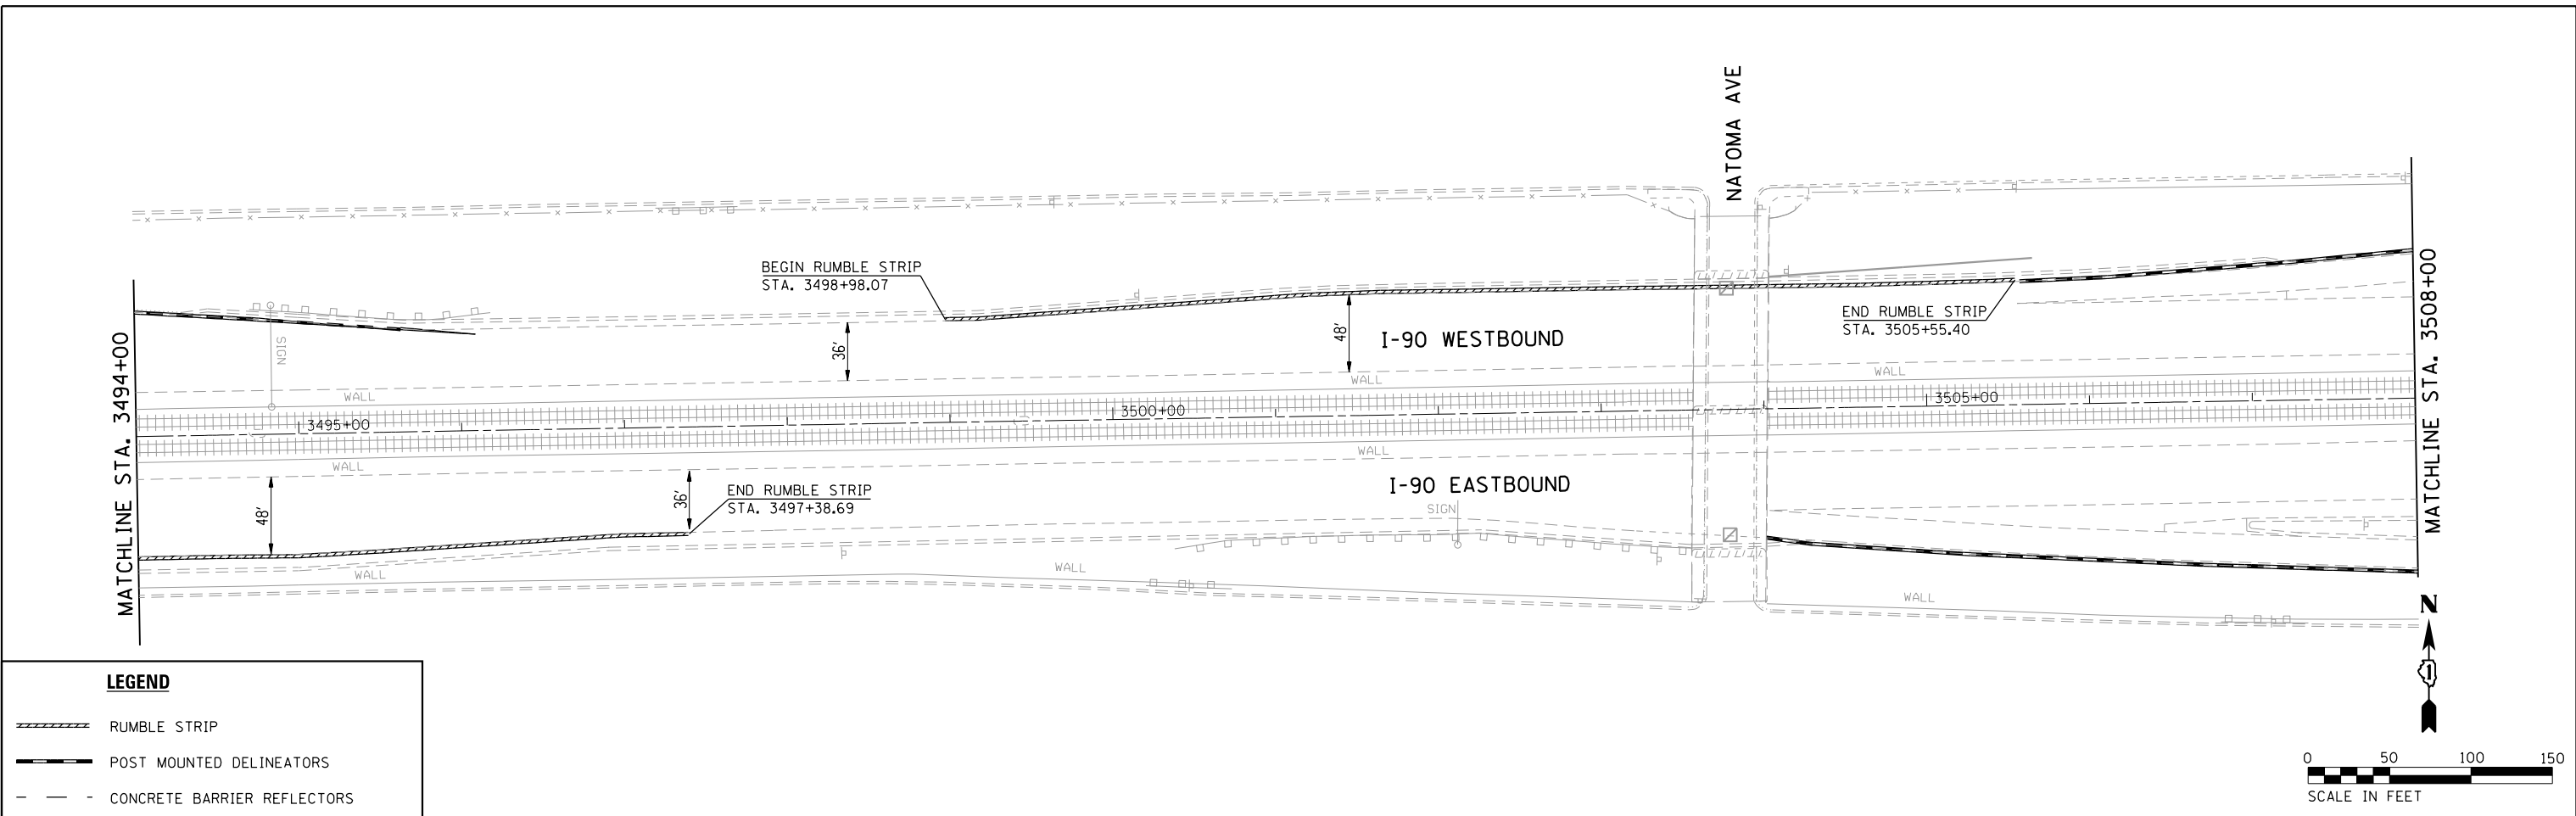 NATOMA AVE
BEGIN RUMBLE STRIP
STA. 3498+98.07
END RUMBLE STRIP
STA. 3505+55.40
SIGN
36'
48'
I-90 WESTBOUND
WALL
WALL
WALL
MATCHLINE STA. 3494+00
MATCHLINE STA. 3508+00
3495+00
3500+00
3505+00
WALL
WALL
48'
36'
END RUMBLE STRIP
STA. 3497+38.69
I-90 EASTBOUND
SIGN
WALL
WALL
WALL
N
1
LEGEND
RUMBLE STRIP
POST MOUNTED DELINEATORS
CONCRETE BARRIER REFLECTORS
0 50 100 150
SCALE IN FEET